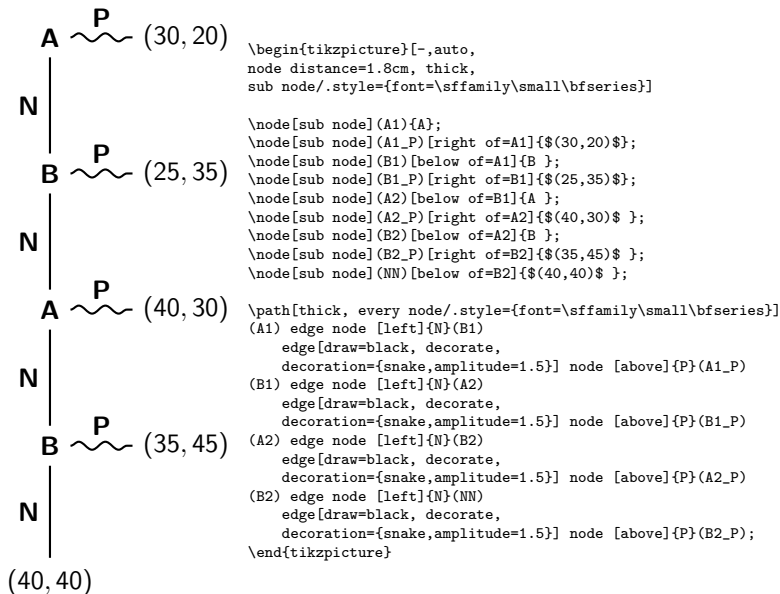 P
A (30, 20)
N
P
B (25, 35)
N
P
A (40, 30)
N
P
B (35, 45)
N
(40, 40)
\begin{tikzpicture}[-,auto,
node distance=1.8cm, thick,
sub node/.style={font=\sffamily\small\bfseries}]
\node[sub node](A1){A};
\node[sub node](A1_P)[right of=A1]{$(30,20)$};
\node[sub node](B1)[below of=A1]{B };
\node[sub node](B1_P)[right of=B1]{$(25,35)$};
\node[sub node](A2)[below of=B1]{A };
\node[sub node](A2_P)[right of=A2]{$(40,30)$ };
\node[sub node](B2)[below of=A2]{B };
\node[sub node](B2_P)[right of=B2]{$(35,45)$ };
\node[sub node](NN)[below of=B2]{$(40,40)$ };
\path[thick, every node/.style={font=\sffamily\small\bfseries}]
(A1) edge node [left]{N}(B1)
edge[draw=black, decorate,
decoration={snake,amplitude=1.5}] node [above]{P}(A1_P)
(B1) edge node [left]{N}(A2)
edge[draw=black, decorate,
decoration={snake,amplitude=1.5}] node [above]{P}(B1_P)
(A2) edge node [left]{N}(B2)
edge[draw=black, decorate,
decoration={snake,amplitude=1.5}] node [above]{P}(A2_P)
(B2) edge node [left]{N}(NN)
edge[draw=black, decorate,
decoration={snake,amplitude=1.5}] node [above]{P}(B2_P);
\end{tikzpicture}